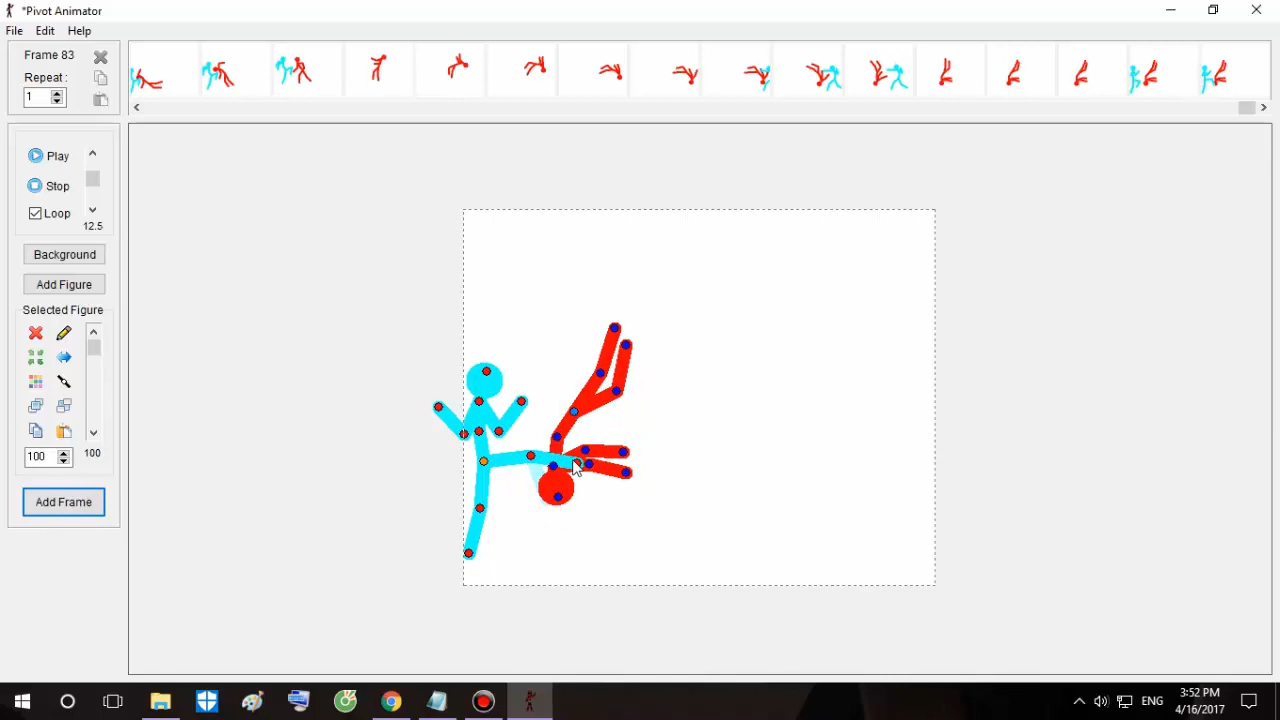 *Pivot Animator
File Edit Help
Frame 83
Repeat :
1
Play
Stop
Loop
12.5
Background
Add Figure
Selected Figure
100
100
Add Frame
ENG
3:52 PM
4/16/2017